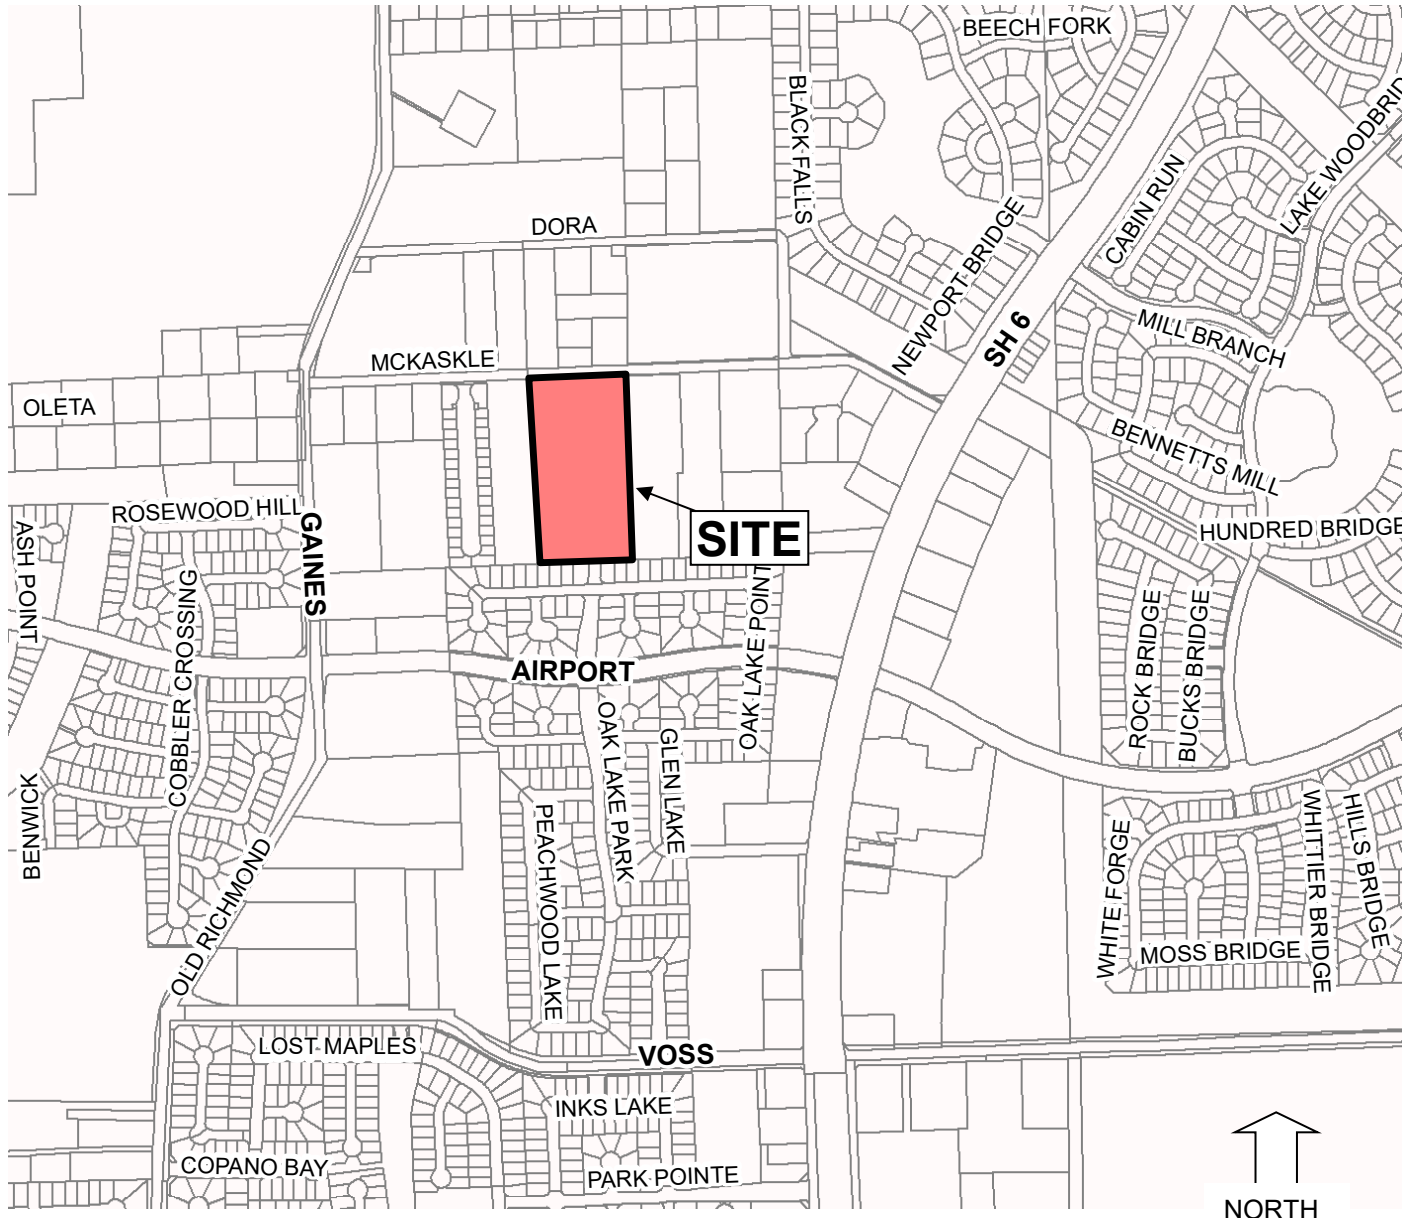 BEECH FORK
BLACK FALLS
LAKE WOODBRID
CABIN RUN
DORA
NEWPORT BRIDGE
SH 6
MILL BRANCH
MCKASKLE
OLETA
BENNETTS MILL
ROSEWOOD HILL
GAINES
SITE
HUNDRED BRIDGE
ASH POINT
COBBLER CROSSING
OAK LAKE POINT
ROCK BRIDGE
BUCKS BRIDGE
AIRPORT
OAK LAKE PARK
GLEN LAKE
BENWICK
PEACHWOOD LAKE
OLD RICHMOND
WHITE FORGE
WHITTIER BRIDGE
HILLS BRIDGE
MOSS BRIDGE
LOST MAPLES
VOSS
INKS LAKE
COPANO BAY
PARK POINTE
NORTH